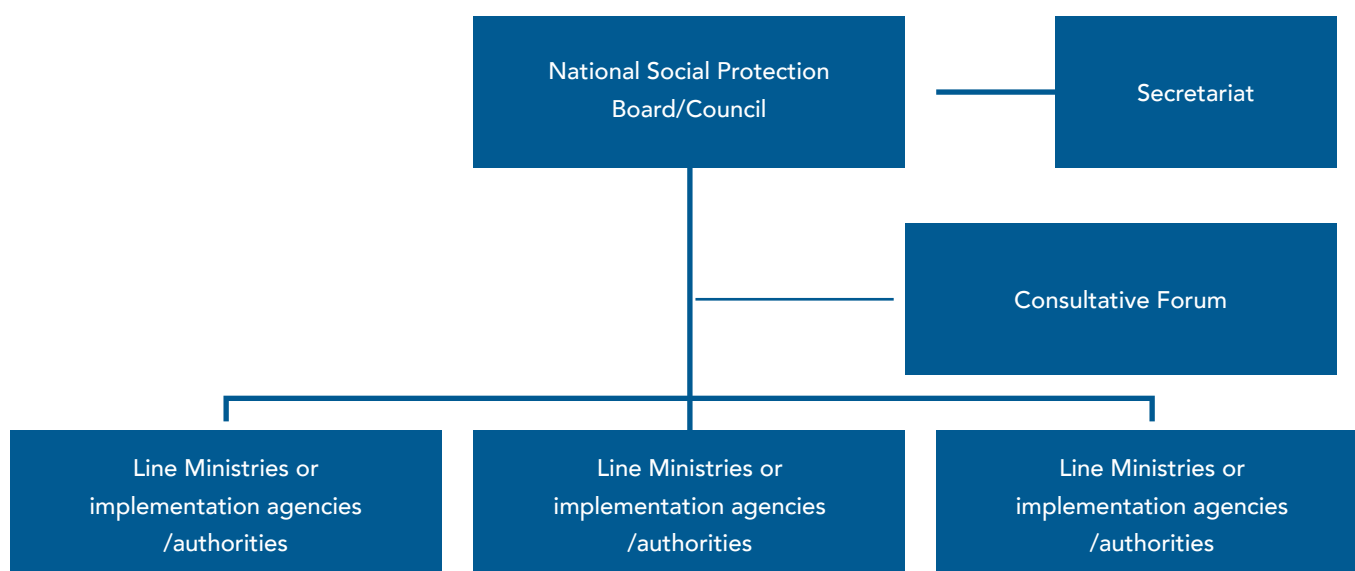 National Social Protection
Board/Council
Secretariat
Consultative Forum
Line Ministries or
implementation agencies
/authorities
Line Ministries or
implementation agencies
/authorities
Line Ministries or
implementation agencies
/authorities